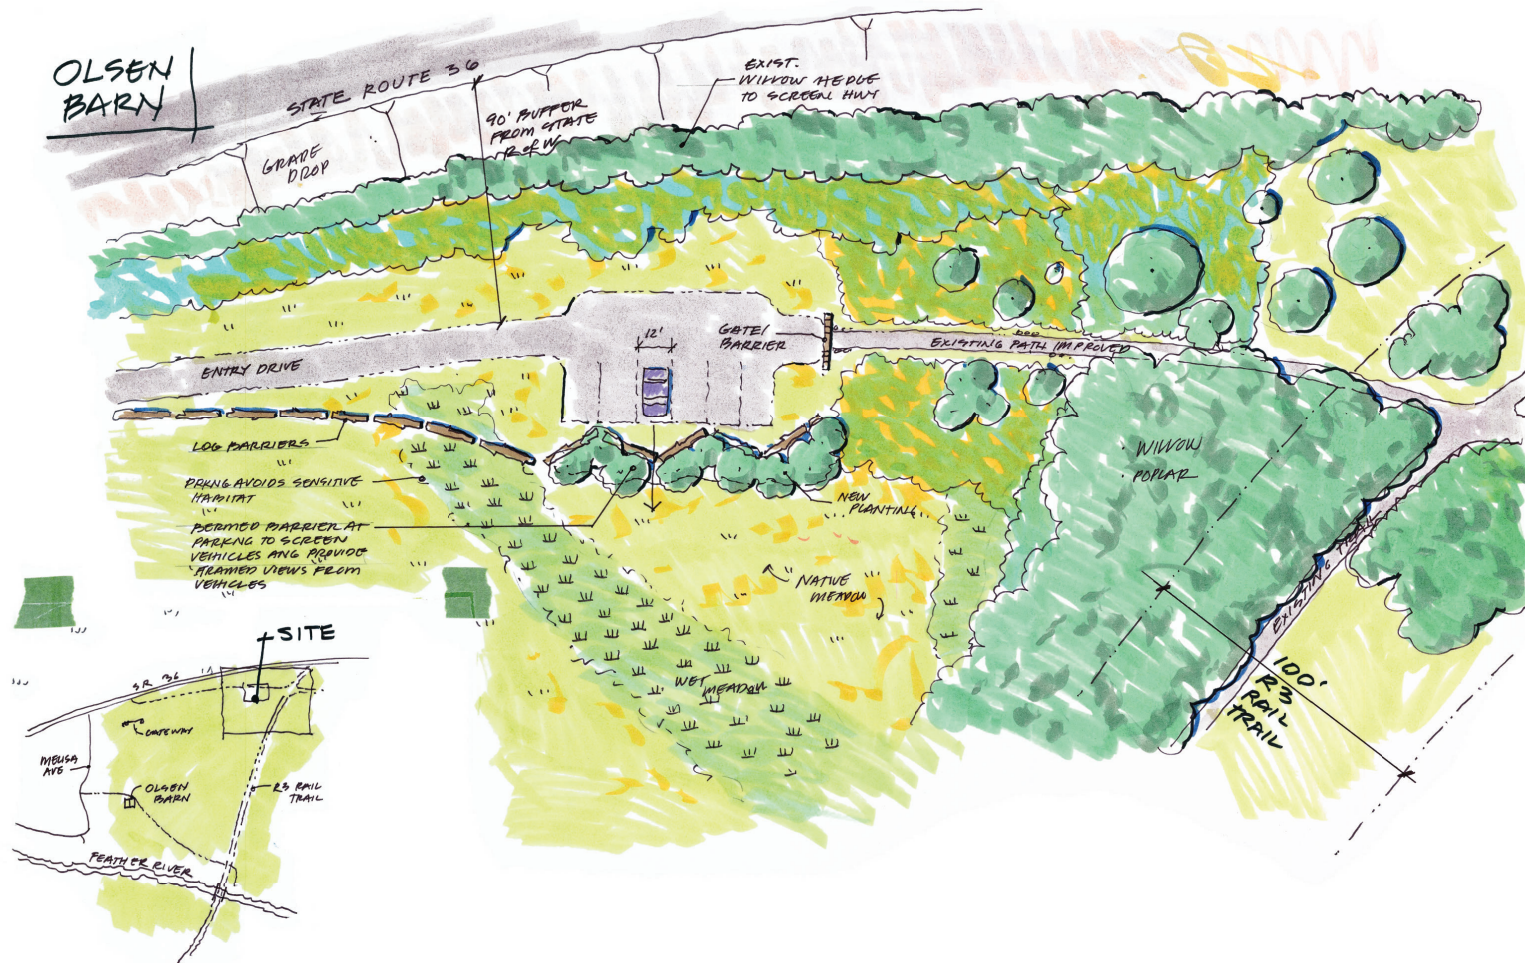 OLSEN
BARN
STATE ROUTE 36
GRADE
DROP
90' BUFFER
FROM STATE
R of W
EXIST.
WILLOW HEDGE
TO SCREEN HWY
ENTRY DRIVE
12'
GATE/
BARRIER
EXISTING PATH IMPROVED
LOG BARRIERS
PRKNG AVOIDS SENSITIVE
HABITAT
BERMED BARRIER AT
PARKNG TO SCREEN
VEHICLES ANG PROVIDE
FRAMED VIEWS FROM
VEHICLES
NEW
PLANTING
NATIVE
MEADOW
WET
MEADOW
WILLOW
POPLAR
EXISTING TRAIL
100'
R3
RAIL
TRAIL
SITE
SR 36
GATEWAY
MELISA
AVE
OLSEN
BARN
R3 RAIL
TRAIL
FEATHER RIVER